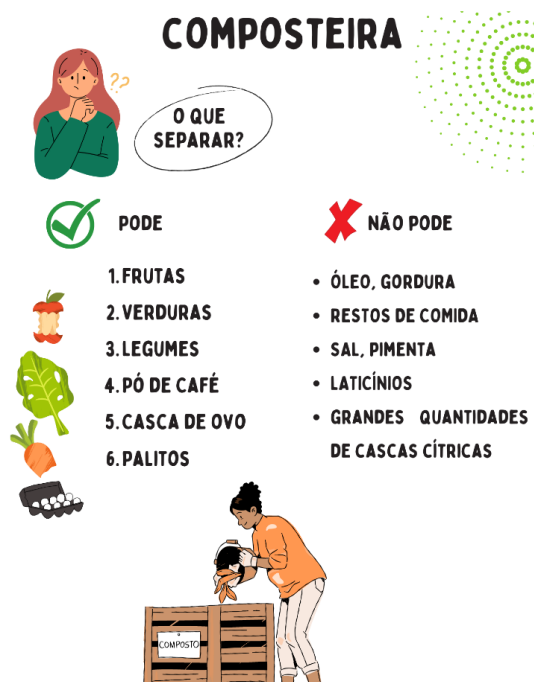 COMPOSTEIRA
??
O QUE
SEPARAR?
PODE
1. FRUTAS
2. VERDURAS
3. LEGUMES
4. PÓ DE CAFÉ
5. CASCA DE OVO
6. PALITOS
NÃO PODE
• ÓLEO, GORDURA
• RESTOS DE COMIDA
• SAL, PIMENTA
• LATICÍNIOS
• GRANDES QUANTIDADES
DE CASCAS CÍTRICAS
COMPOSTO